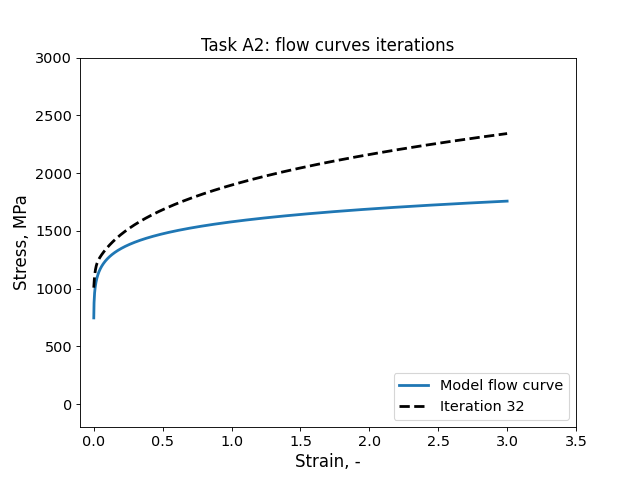 Task A2: flow curves iterations
3000
2500
2000
1500
1000
500
0
Stress, MPa
Model flow curve
Iteration 32
0.0 0.5 1.0 1.5 2.0 2.5 3.0 3.5
Strain, -